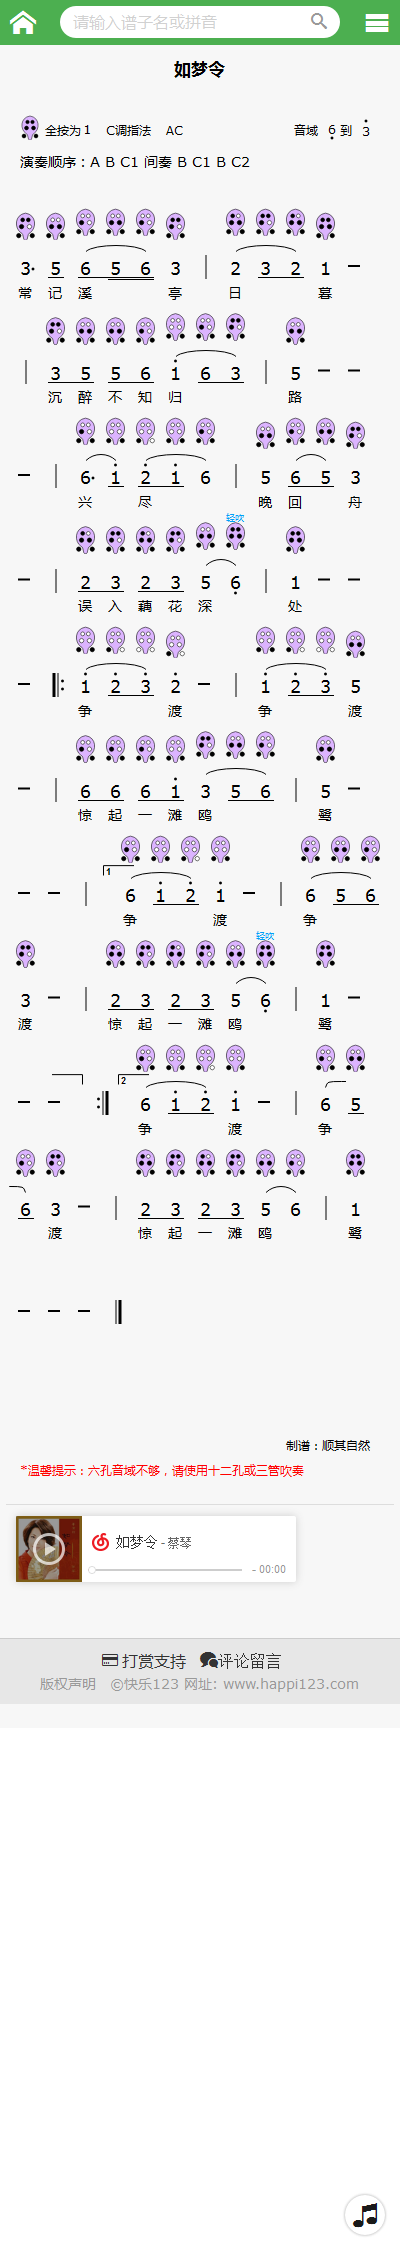 请输入谱子名或拼音
如梦令
全按为 1 C调指法 AC 音域 6 到 3
演奏顺序：A B C1 间奏 B C1 B C2
3· 5 6 5 6 3 | 2 3 2 1 –
常 记 溪 亭 日 暮
| 3 5 5 6 1 6 3 | 5 – –
沉 醉 不 知 归 路
– | 6· 1 2 1 6 | 5 6 5 3
兴 尽 晚 回 舟
轻吹
– | 2 3 2 3 5 6 | 1 – –
误 入 藕 花 深 处
– |: 1 2 3 2 – | 1 2 3 5
争 渡 争 渡
– | 6 6 6 1 3 5 6 | 5 –
惊 起 一 滩 鸥 鹭
– – | 1 6 1 2 1 – | 6 5 6
争 渡 争
轻吹
3 – | 2 3 2 3 5 6 | 1 –
渡 惊 起 一 滩 鸥 鹭
– – :| 2 6 1 2 1 – | 6 5
争 渡 争
6 3 – | 2 3 2 3 5 6 | 1
渡 惊 起 一 滩 鸥 鹭
– – –
制谱：顺其自然
*温馨提示：六孔音域不够，请使用十二孔或三管吹奏
如梦令 - 蔡琴
- 00:00
打赏支持 评论留言
版权声明 ©快乐123 网址: www.happi123.com